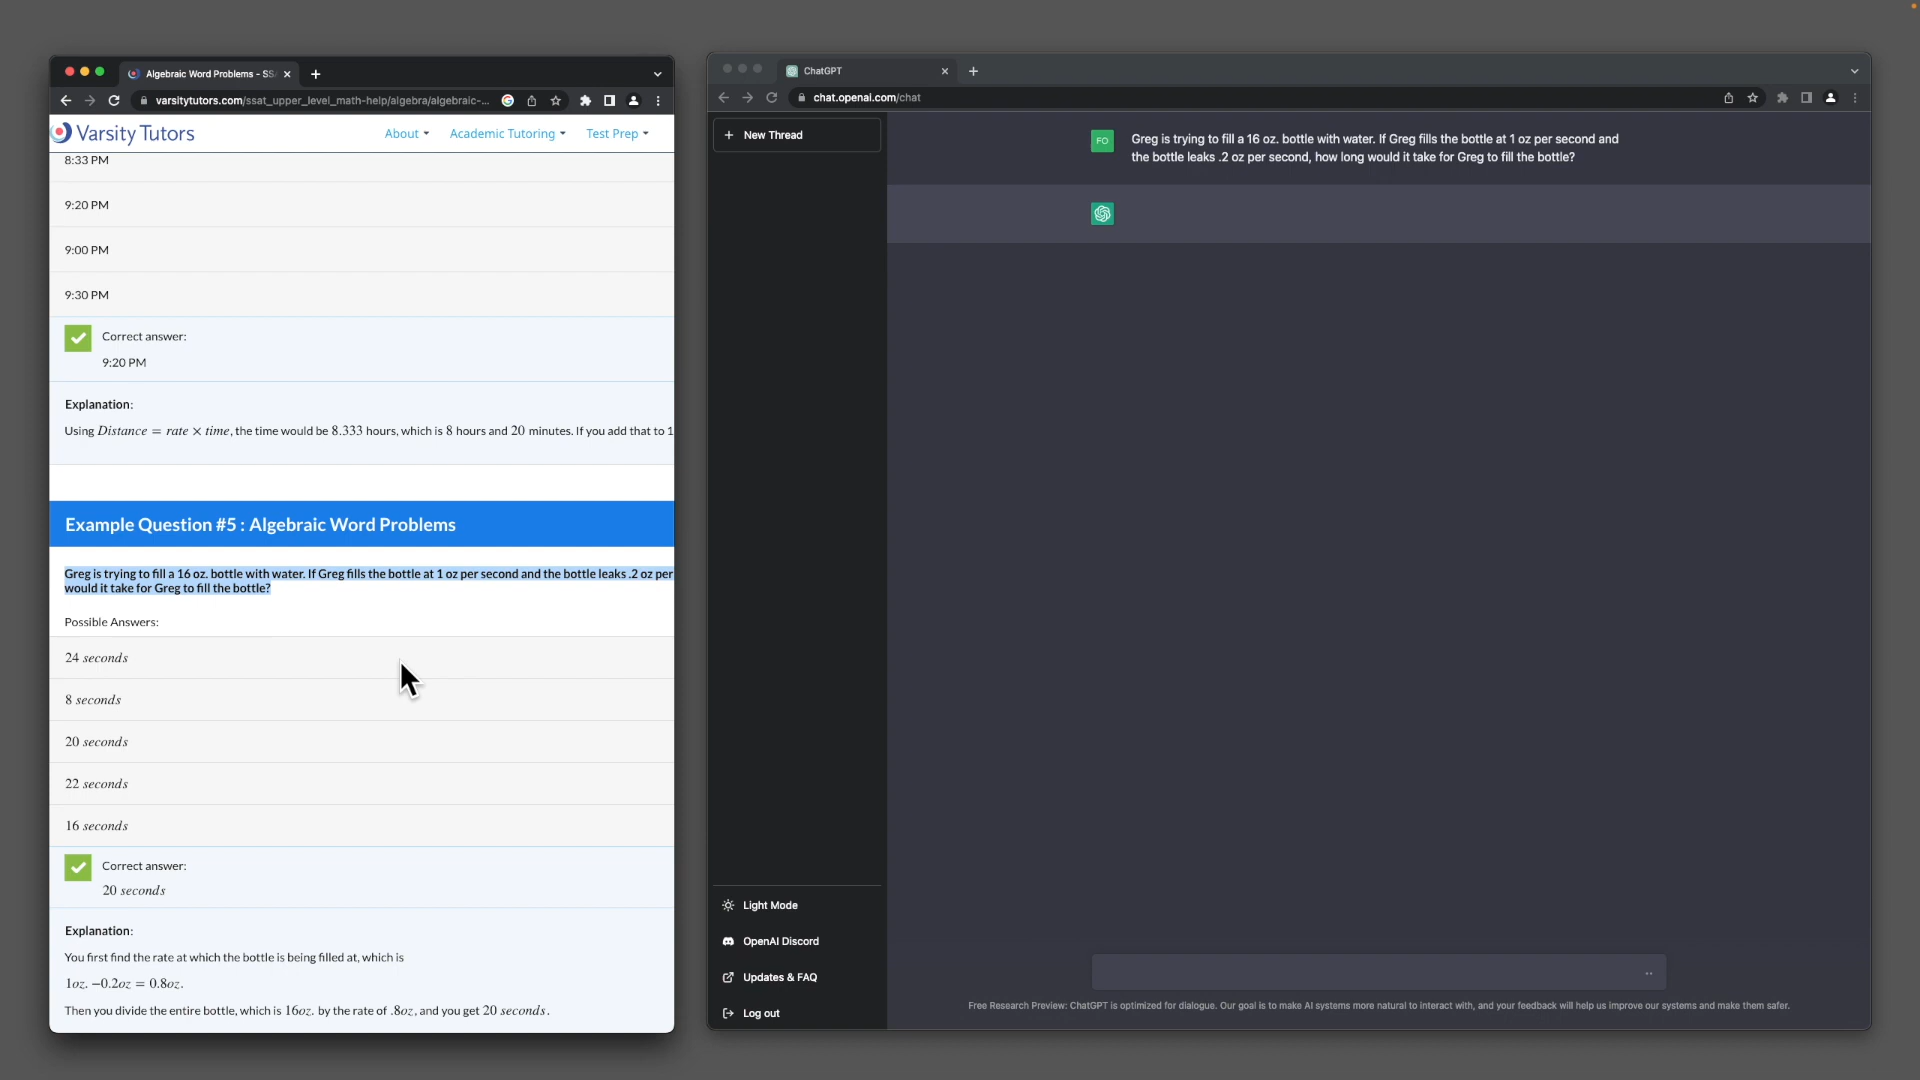 Algebraic Word Problems - SS
varsitytutors.com/ssat_upper_level_math-help/algebra/algebraic-...
Varsity Tutors
About
Academic Tutoring
Test Prep
8:33 PM
9:20 PM
9:00 PM
9:30 PM
Correct answer:
9:20 PM
Explanation:
Using Distance = rate × time, the time would be 8.333 hours, which is 8 hours and 20 minutes. If you add that to 1
Example Question #5 : Algebraic Word Problems
Greg is trying to fill a 16 oz. bottle with water. If Greg fills the bottle at 1 oz per second and the bottle leaks .2 oz per
would it take for Greg to fill the bottle?
Possible Answers:
24 seconds
8 seconds
20 seconds
22 seconds
16 seconds
Correct answer:
20 seconds
Explanation:
You first find the rate at which the bottle is being filled at, which is
1oz. −0.2oz = 0.8oz.
Then you divide the entire bottle, which is 16oz. by the rate of .8oz, and you get 20 seconds.
ChatGPT
chat.openai.com/chat
+ New Thread
FO
Greg is trying to fill a 16 oz. bottle with water. If Greg fills the bottle at 1 oz per second and
the bottle leaks .2 oz per second, how long would it take for Greg to fill the bottle?
Light Mode
OpenAI Discord
Updates & FAQ
Log out
..
Free Research Preview: ChatGPT is optimized for dialogue. Our goal is to make AI systems more natural to interact with, and your feedback will help us improve our systems and make them safer.